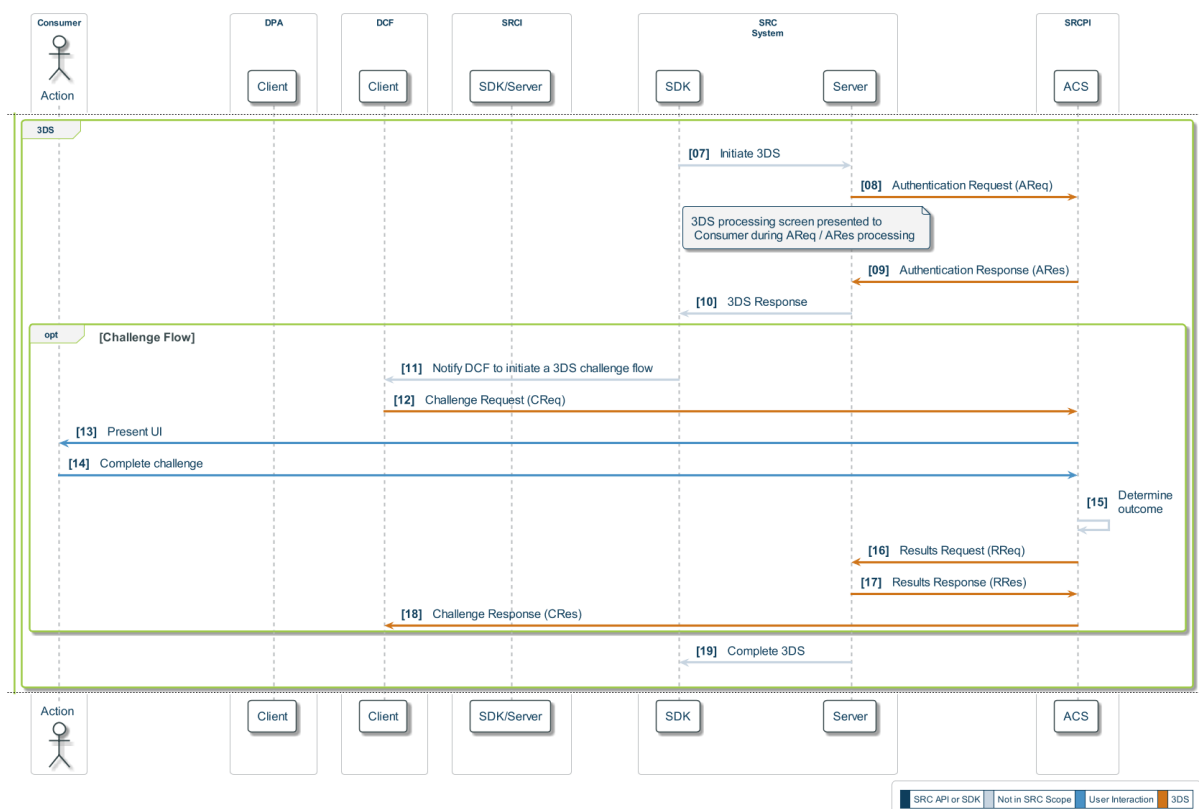 Consumer
DPA
DCF
SRCI
SRC
System
SRCPI
Action
Client
Client
SDK/Server
SDK
Server
ACS
3DS
[07] Initiate 3DS
[08] Authentication Request (AReq)
3DS processing screen presented to
Consumer during AReq / ARes processing
[09] Authentication Response (ARes)
[10] 3DS Response
opt [Challenge Flow]
[11] Notify DCF to initiate a 3DS challenge flow
[12] Challenge Request (CReq)
[13] Present UI
[14] Complete challenge
[15] Determine
outcome
[16] Results Request (RReq)
[17] Results Response (RRes)
[18] Challenge Response (CRes)
[19] Complete 3DS
Action
Client
Client
SDK/Server
SDK
Server
ACS
SRC API or SDK
Not in SRC Scope
User Interaction
3DS